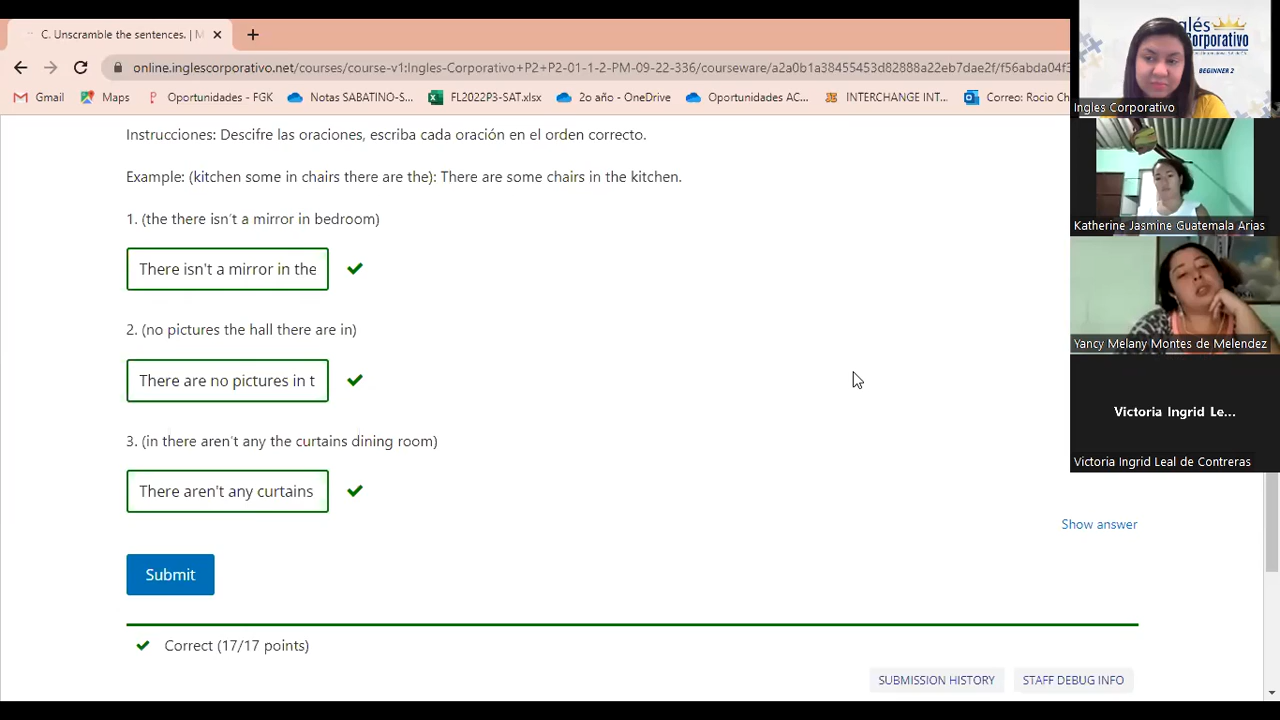 C. Unscramble the sentences. | M
online.inglescorporativo.net/courses/course-v1:Ingles-Corp
P2-01-1-2-PM-09-22-336/courseware/a2a0
Gmail
Maps
Oportunidades - FGK
Notas SABATINO-S...
FL2022P3-SAT.xlsx
2o año - OneDrive
Oportunidades AC...
INTERCHANGE INT...
Correo: Rocio Ch
Instrucciones: Descifre las oraciones, escriba cada oración en el orden correcto.
Example: (kitchen some in chairs there are the): There are some chairs in the kitchen.
1. (the there isn't a mirror in bedroom)
There isn't a mirror in the
2. (no pictures the hall there are in)
There are no pictures in t
3. (in there aren't any the curtains dining room)
There aren't any curtains
Show answer
Submit
Correct (17/17 points)
SUBMISSION HISTORY
STAFF DEBUG INFO
BEGINNER 2
Ingles Corporativo
Katherine Jasmine Guatemala Arias
Yancy Melany Montes de Melendez
Victoria Ingrid Le...
Victoria Ingrid Leal de Contreras